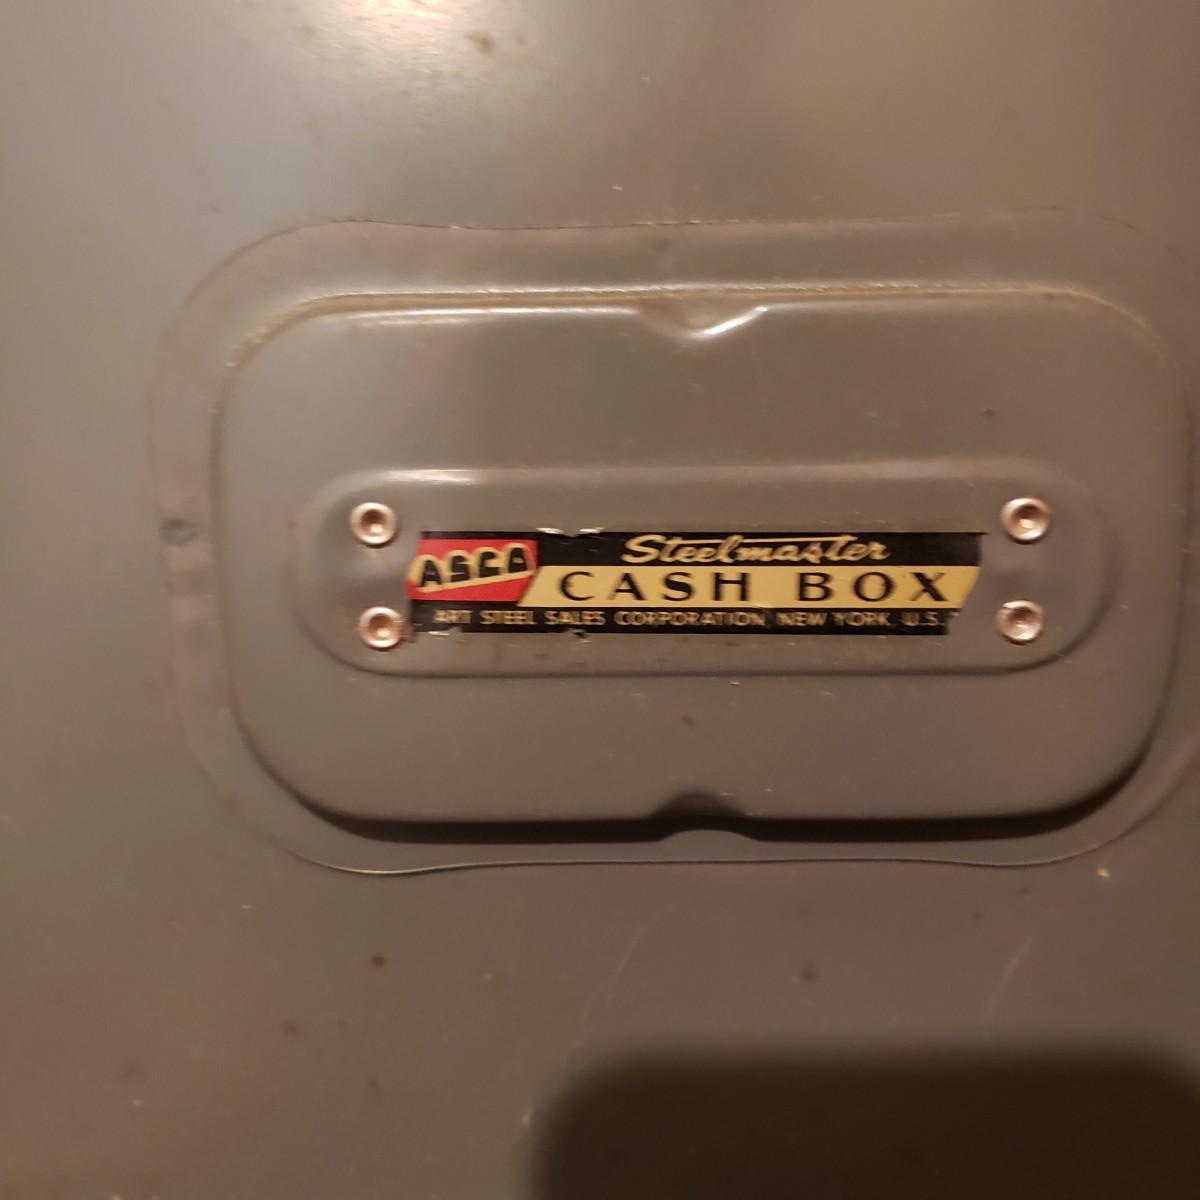 ASCO
Steelmaster
CASH BOX
ART STEEL SALES CORPORATION, NEW YORK, U.S.